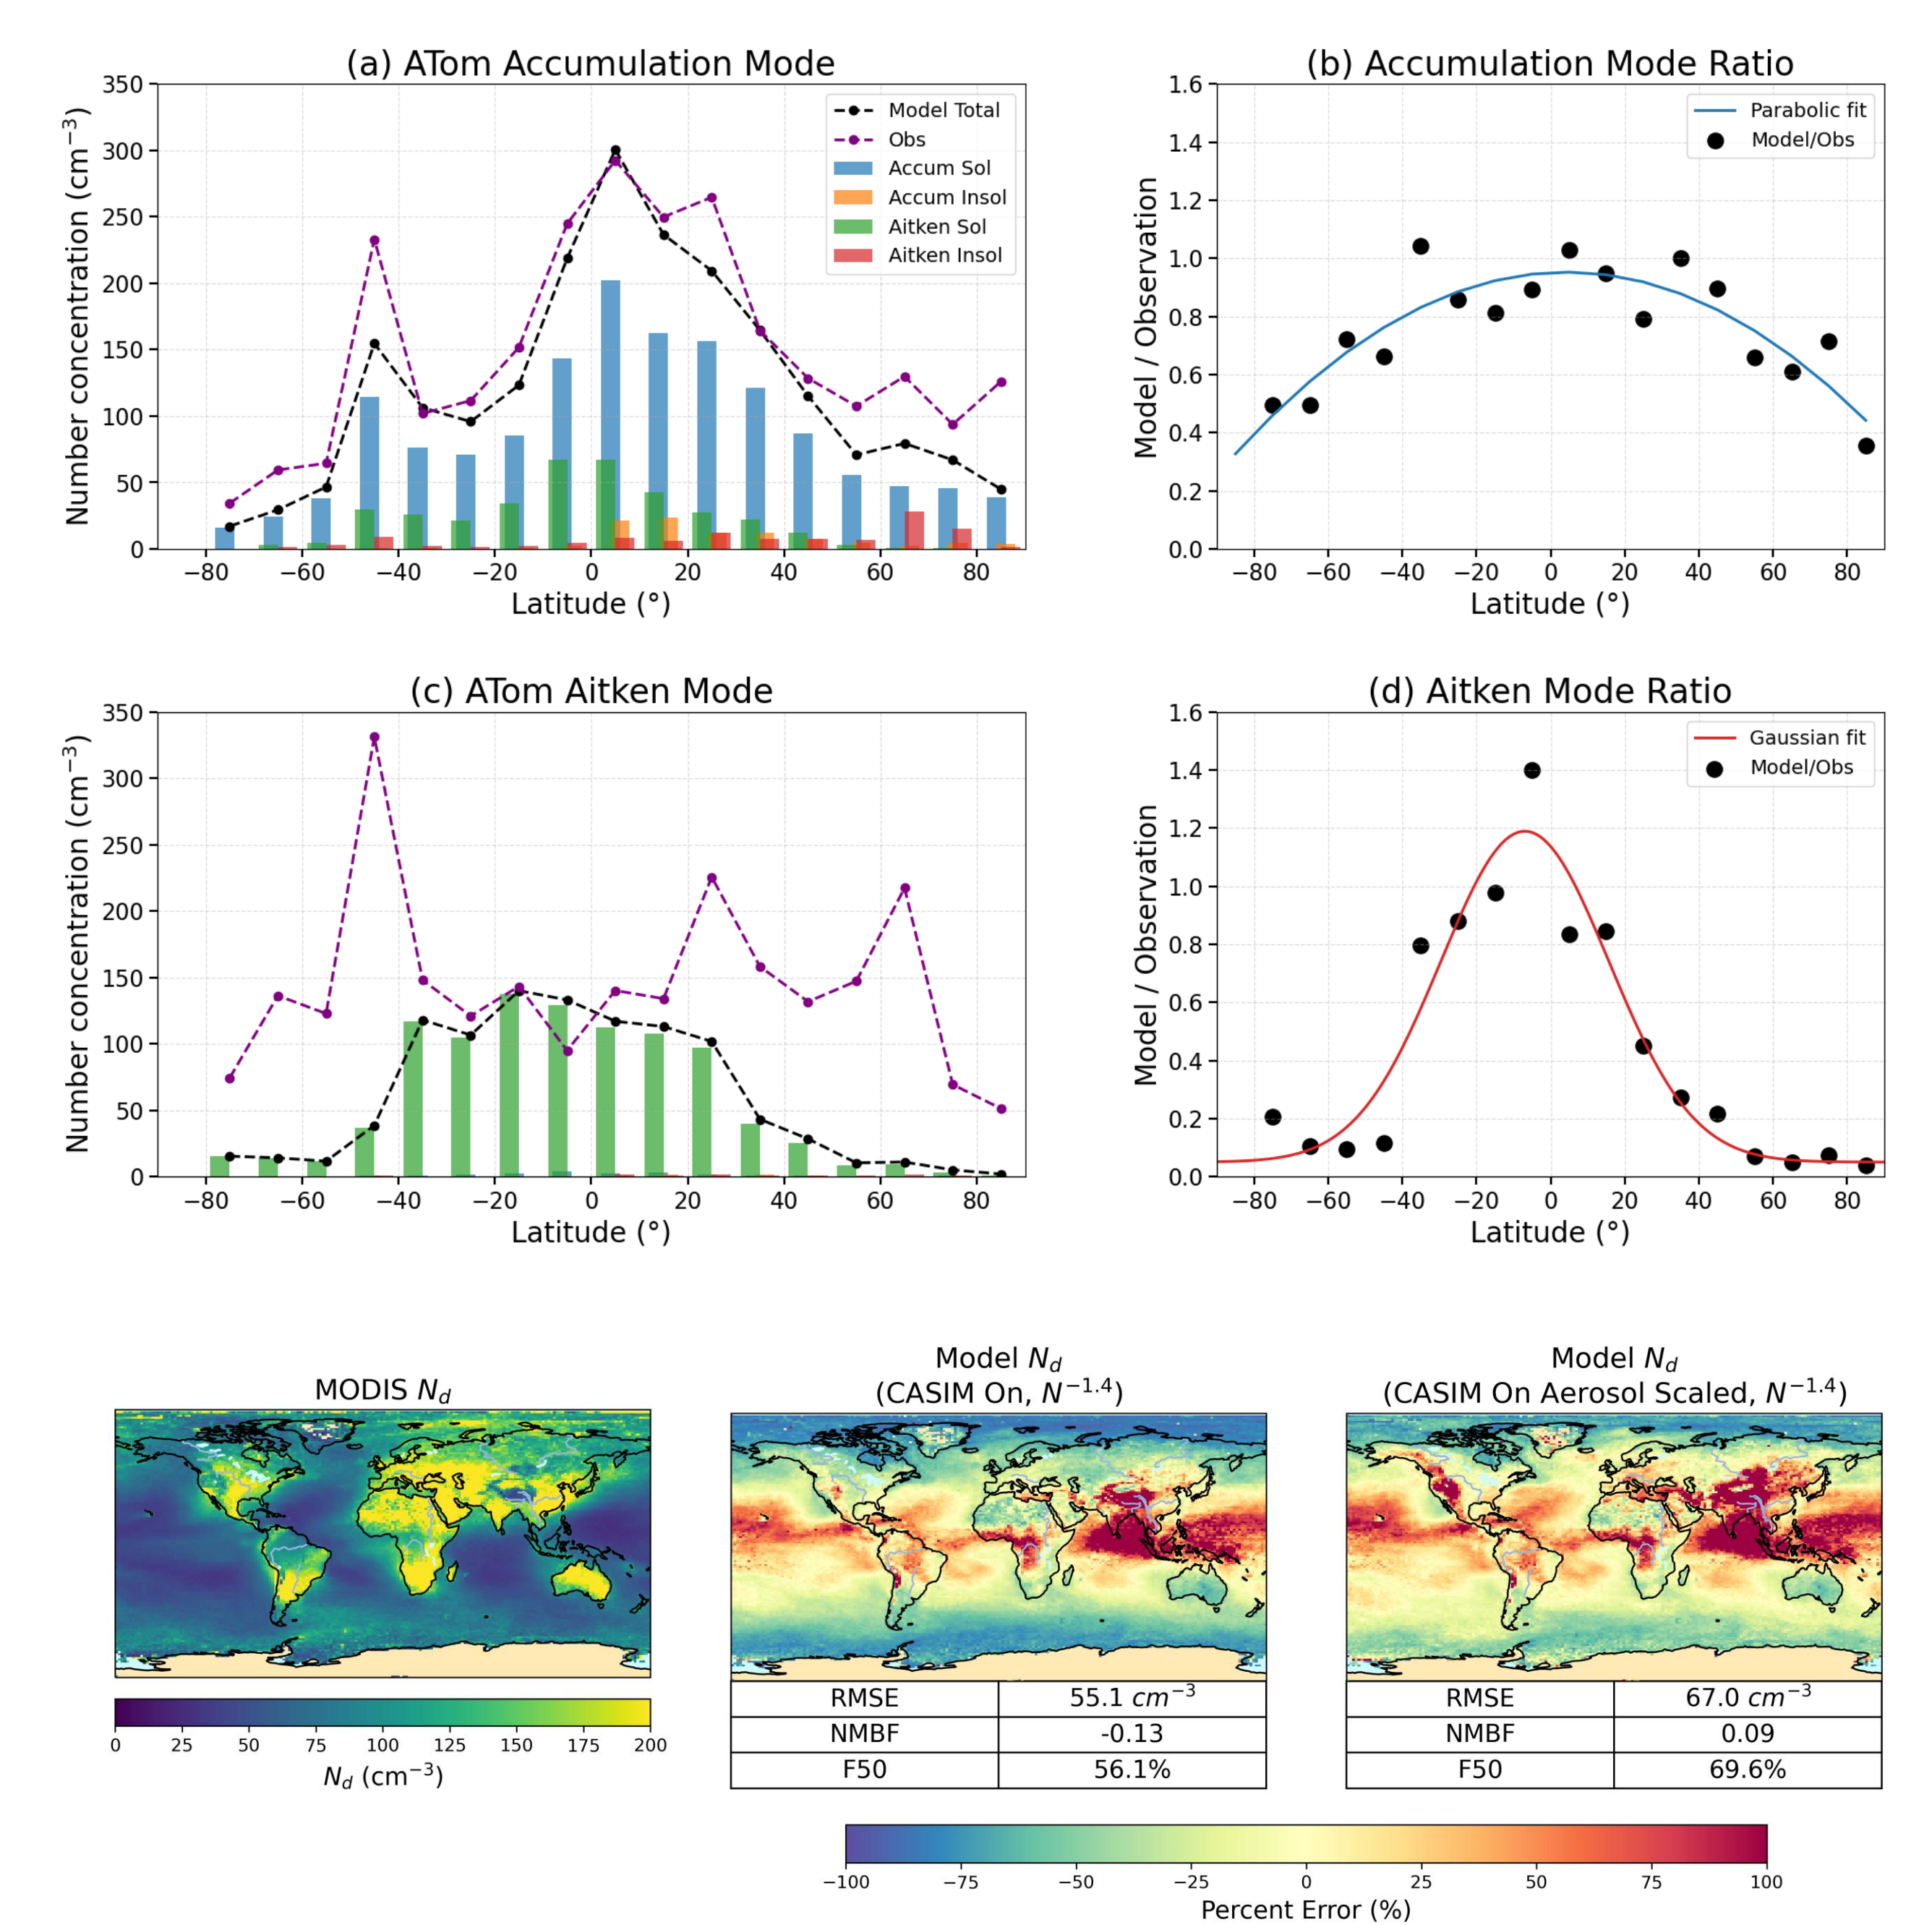 (a) ATom Accumulation Mode
350
300
250
200
150
100
50
0
Number concentration (cm⁻³)
Model Total
Obs
Accum Sol
Accum Insol
Aitken Sol
Aitken Insol
−80 −60 −40 −20 0 20 40 60 80
Latitude (°)
(b) Accumulation Mode Ratio
1.6
1.4
1.2
1.0
0.8
0.6
0.4
0.2
0.0
Model / Observation
Parabolic fit
Model/Obs
−80 −60 −40 −20 0 20 40 60 80
Latitude (°)
(c) ATom Aitken Mode
350
300
250
200
150
100
50
0
Number concentration (cm⁻³)
−80 −60 −40 −20 0 20 40 60 80
Latitude (°)
(d) Aitken Mode Ratio
1.6
1.4
1.2
1.0
0.8
0.6
0.4
0.2
0.0
Model / Observation
Gaussian fit
Model/Obs
−80 −60 −40 −20 0 20 40 60 80
Latitude (°)
MODIS N_d
0 25 50 75 100 125 150 175 200
N_d (cm⁻³)
Model N_d
(CASIM On, N⁻¹·⁴)
RMSE 55.1 cm⁻³
NMBF -0.13
F50 56.1%
Model N_d
(CASIM On Aerosol Scaled, N⁻¹·⁴)
RMSE 67.0 cm⁻³
NMBF 0.09
F50 69.6%
−100 −75 −50 −25 0 25 50 75 100
Percent Error (%)